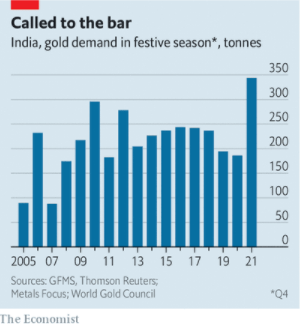 Called to the bar
India, gold demand in festive season*, tonnes
350
300
250
200
150
100
50
0
2005 07 09 11 13 15 17 19 21
Sources: GFMS, Thomson Reuters;
Metals Focus; World Gold Council *Q4
The Economist